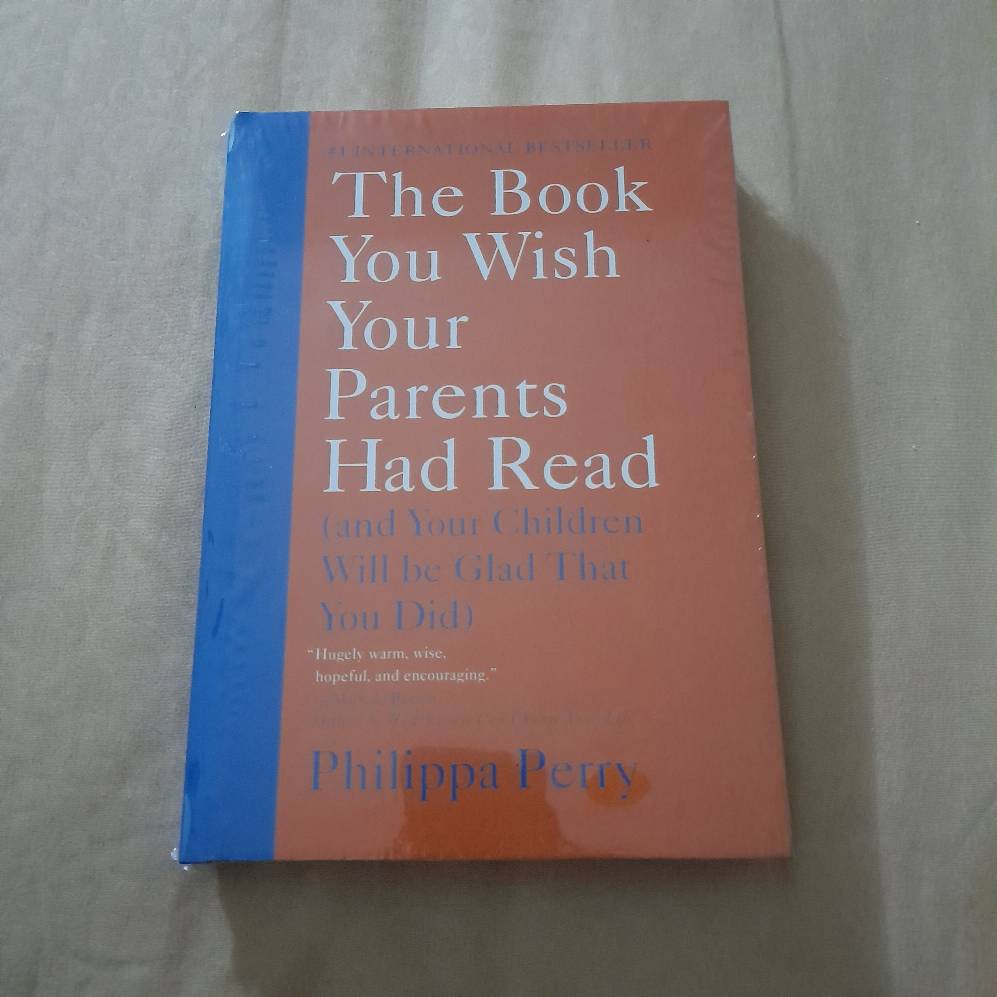 #1 INTERNATIONAL BESTSELLER
The Book
You Wish
Your
Parents
Had Read
(and Your Children
Will be Glad That
You Did)
“Hugely warm, wise,
hopeful, and encouraging.”
Philippa Perry